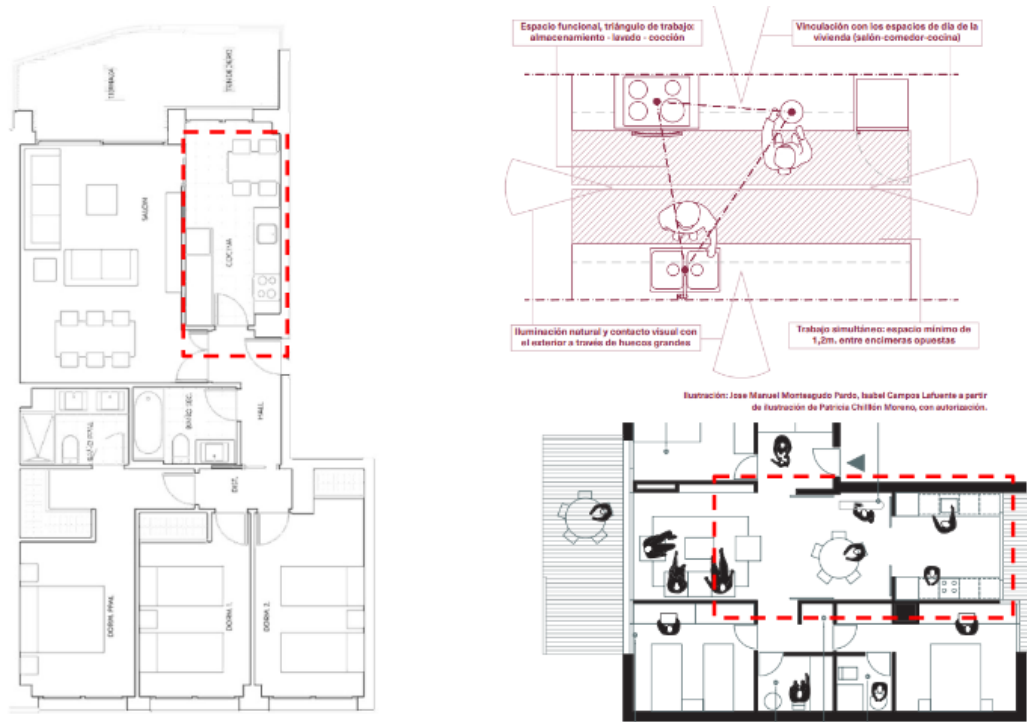 TERRAZA
TENDEDERO
SALON
COCINA
BAÑO PPAL.
BAÑO SEC.
HALL
DIST.
DORM. PPAL.
DORM. 1.
DORM. 2.
Espacio funcional, triángulo de trabajo:
almacenamiento - lavado - cocción
Vinculación con los espacios de día de la
vivienda (salón-comedor-cocina)
Iluminación natural y contacto visual con
el exterior a través de huecos grandes
Trabajo simultáneo: espacio mínimo de
1,2m. entre encimeras opuestas
Ilustración: Jose Manuel Monteagudo Pardo, Isabel Campos Lafuente a partir
de ilustración de Patricia Chillón Moreno, con autorización.